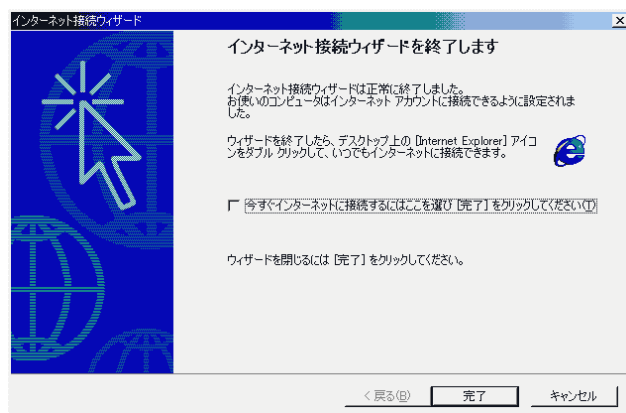 インターネット接続ウィザード
インターネット接続ウィザードを終了します
インターネット接続ウィザードは正常に終了しました。
お使いのコンピュータはインターネット アカウントに接続できるように設定されま
した。
ウィザードを終了したら、デスクトップ上の [Internet Explorer] アイコ
ンをダブル クリックして、いつでもインターネットに接続できます。
今すぐインターネットに接続するにはここを選び [完了] をクリックしてください(T)
ウィザードを閉じるには [完了] をクリックしてください。
< 戻る(B) 完了 キャンセル